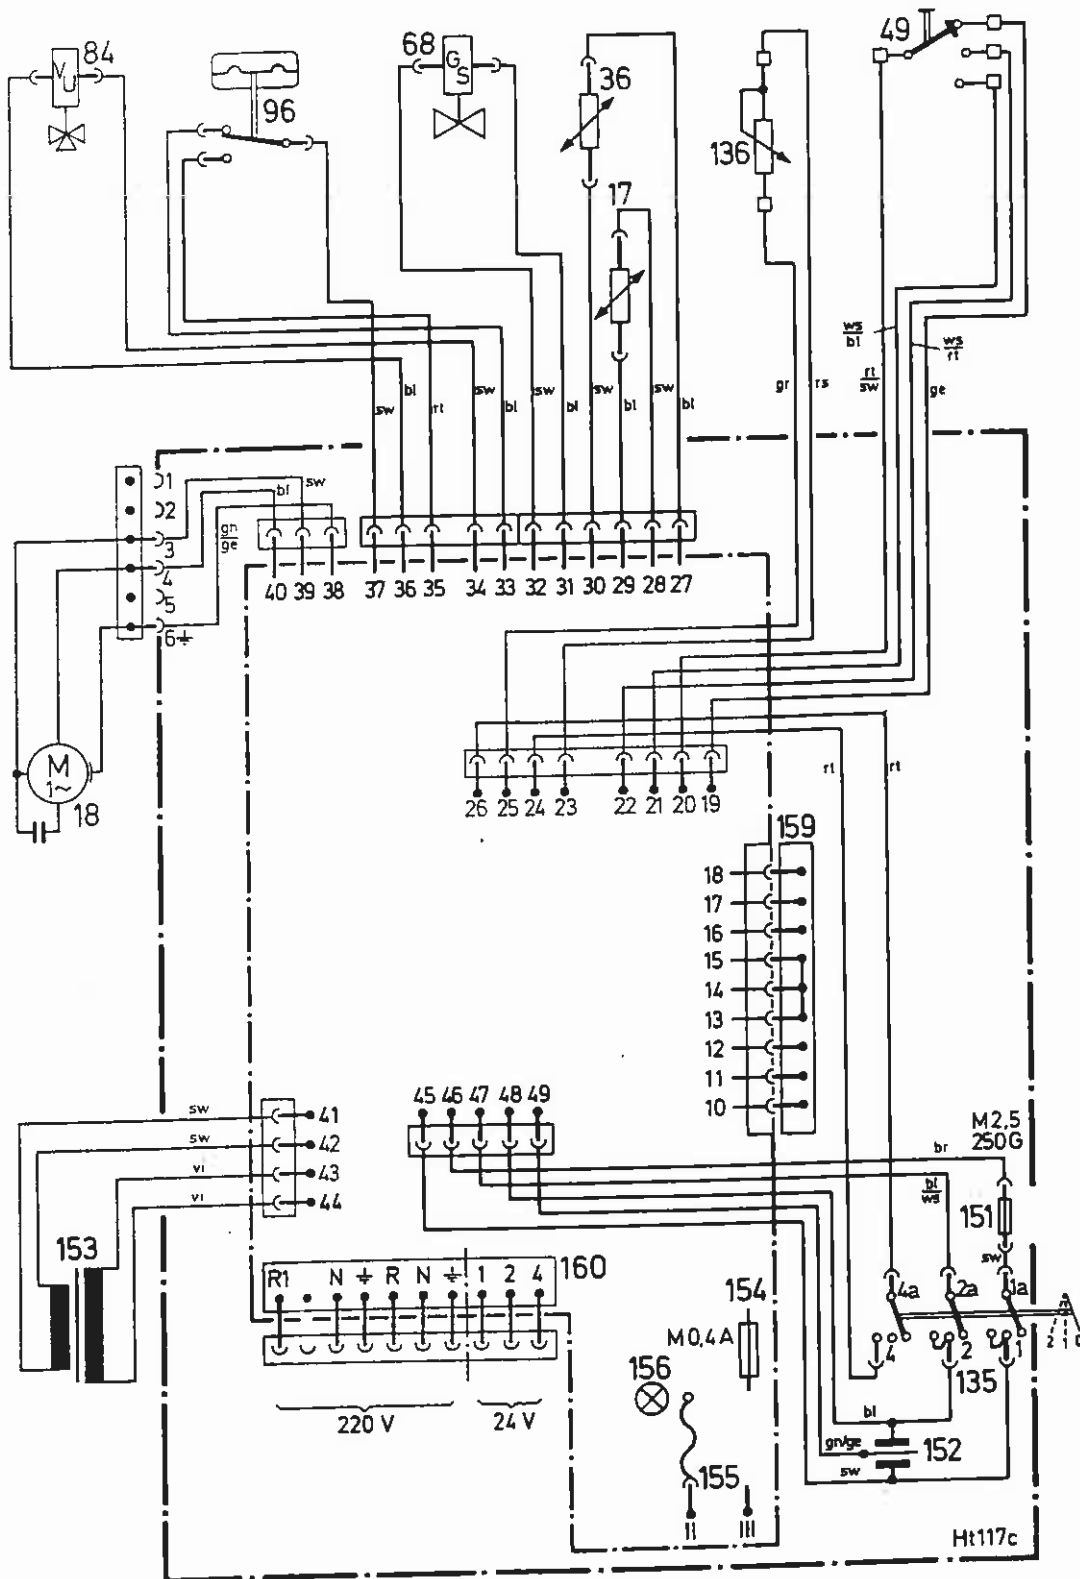 84
VU
96
68
GS
36
17
136
49
ws
bl
ws
rt
rt
sw
ge
gr
rs
sw
bl
rt
sw
bl
sw
bl
sw
bl
sw
bl
1
2
3
4
5
6
bl
sw
gn
ge
40 39 38 37 36 35 34 33 32 31 30 29 28 27
M
1~
18
26 25 24 23 22 21 20 19
rt
rt
159
18
17
16
15
14
13
12
11
10
45 46 47 48 49
sw
41
sw
42
vi
43
vi
44
153
br
M2,5
250G
bl
ws
151
sw
4a 2a 1a
4 2 1
2 1 0
135
R1 N R N 1 2 4
160
220 V
24 V
154
M0,4A
156
155
II
III
bl
gn/ge
sw
152
Ht117c